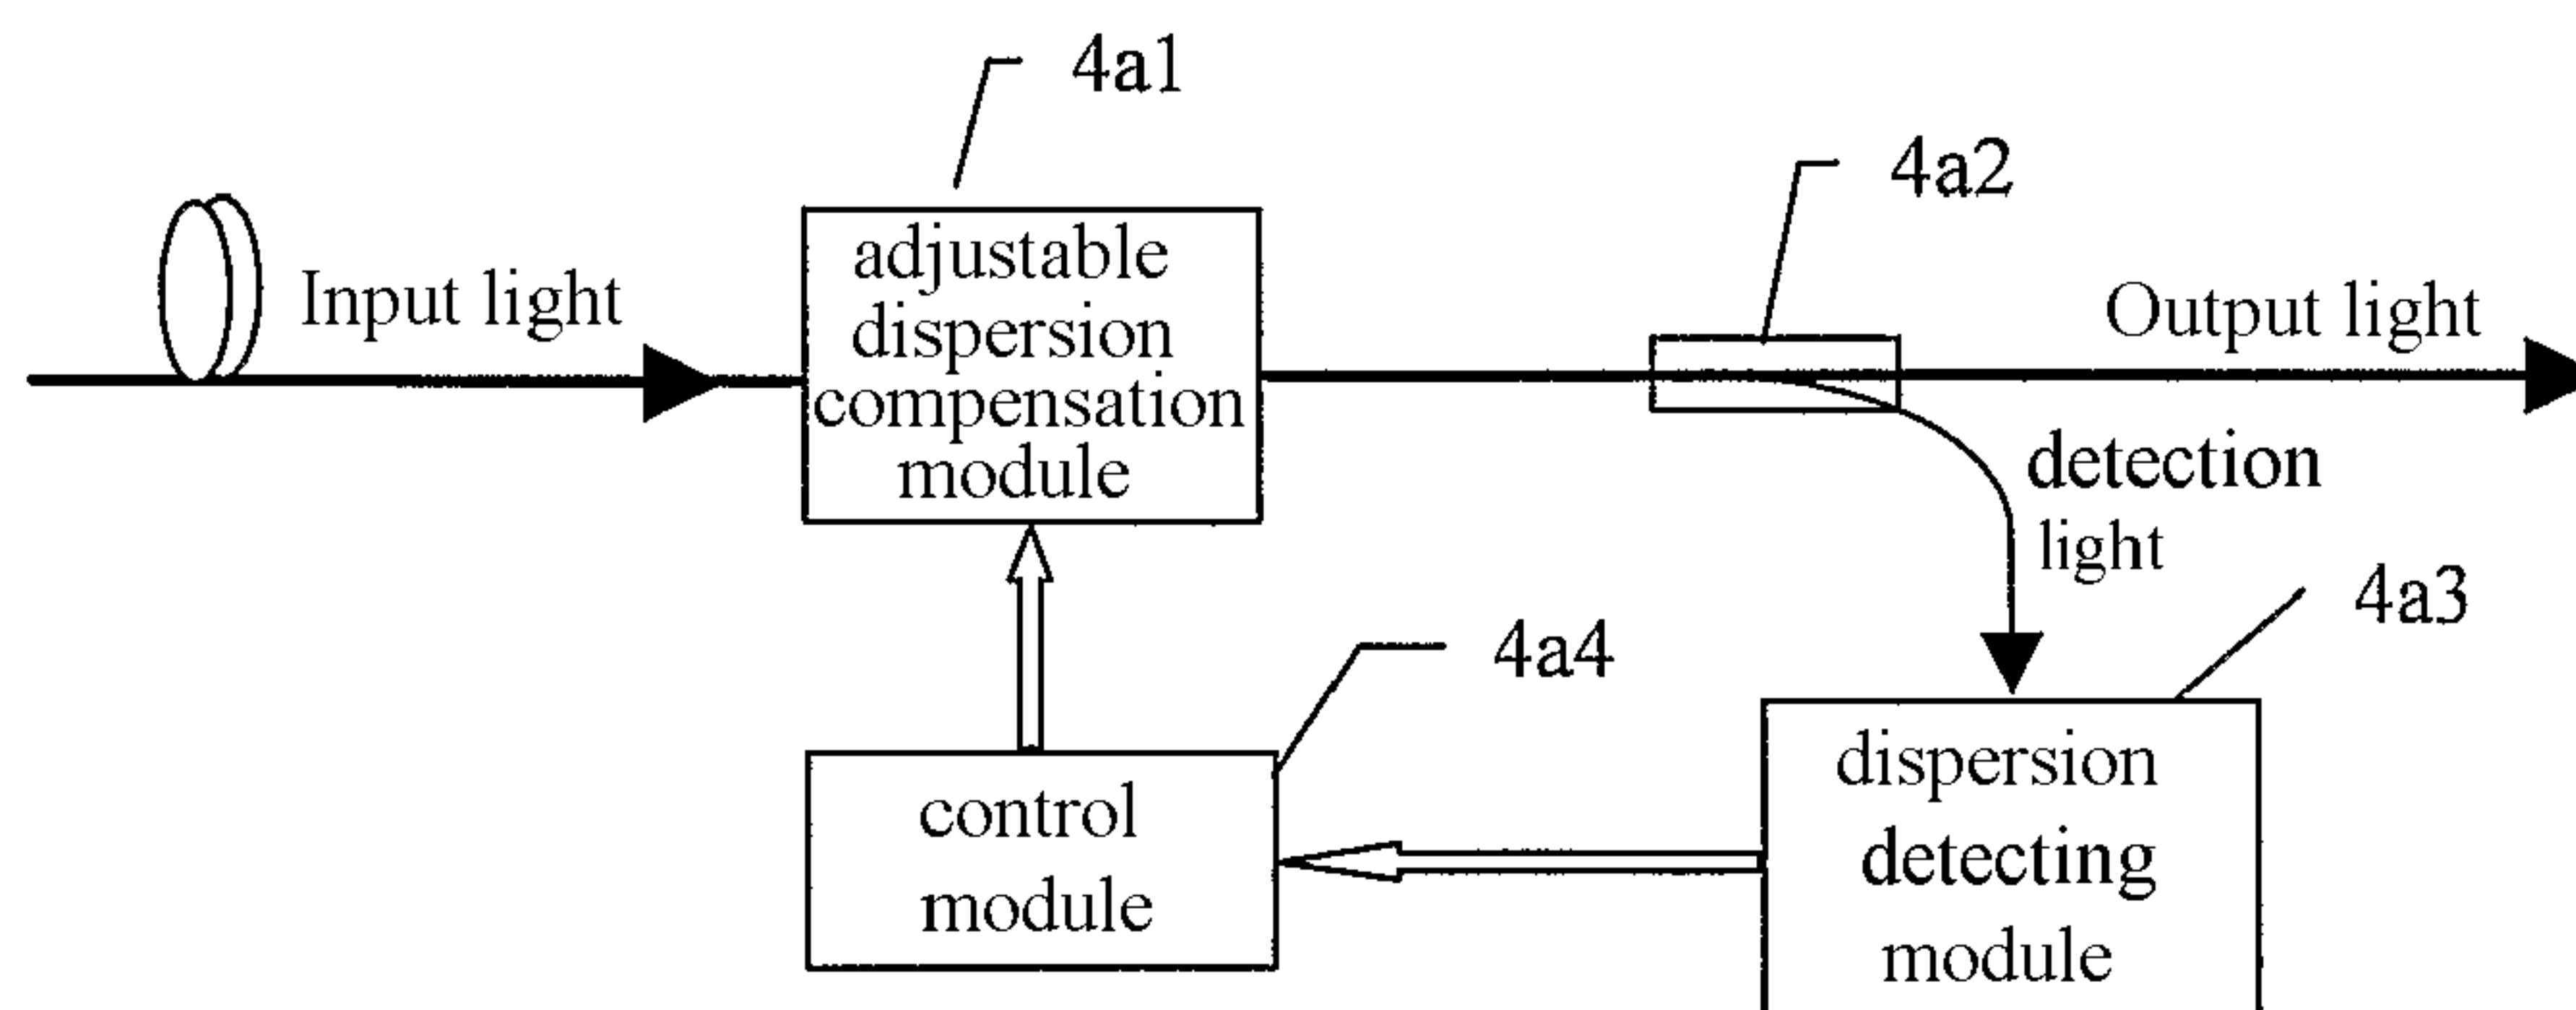 4a1
4a2
Input light
adjustable
dispersion
compensation
module
Output light
detection
light
4a3
4a4
control
module
dispersion
detecting
module